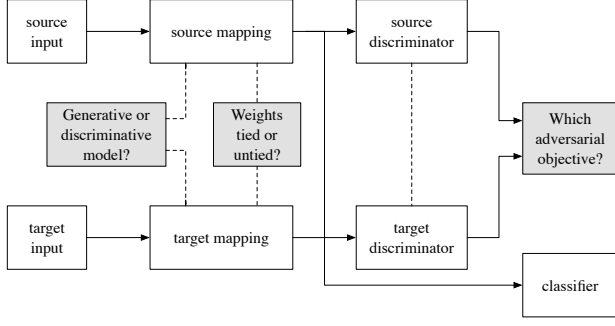 source
input
source mapping
source
discriminator
Generative or
discriminative
model?
Weights
tied or
untied?
Which
adversarial
objective?
target
input
target mapping
target
discriminator
classifier